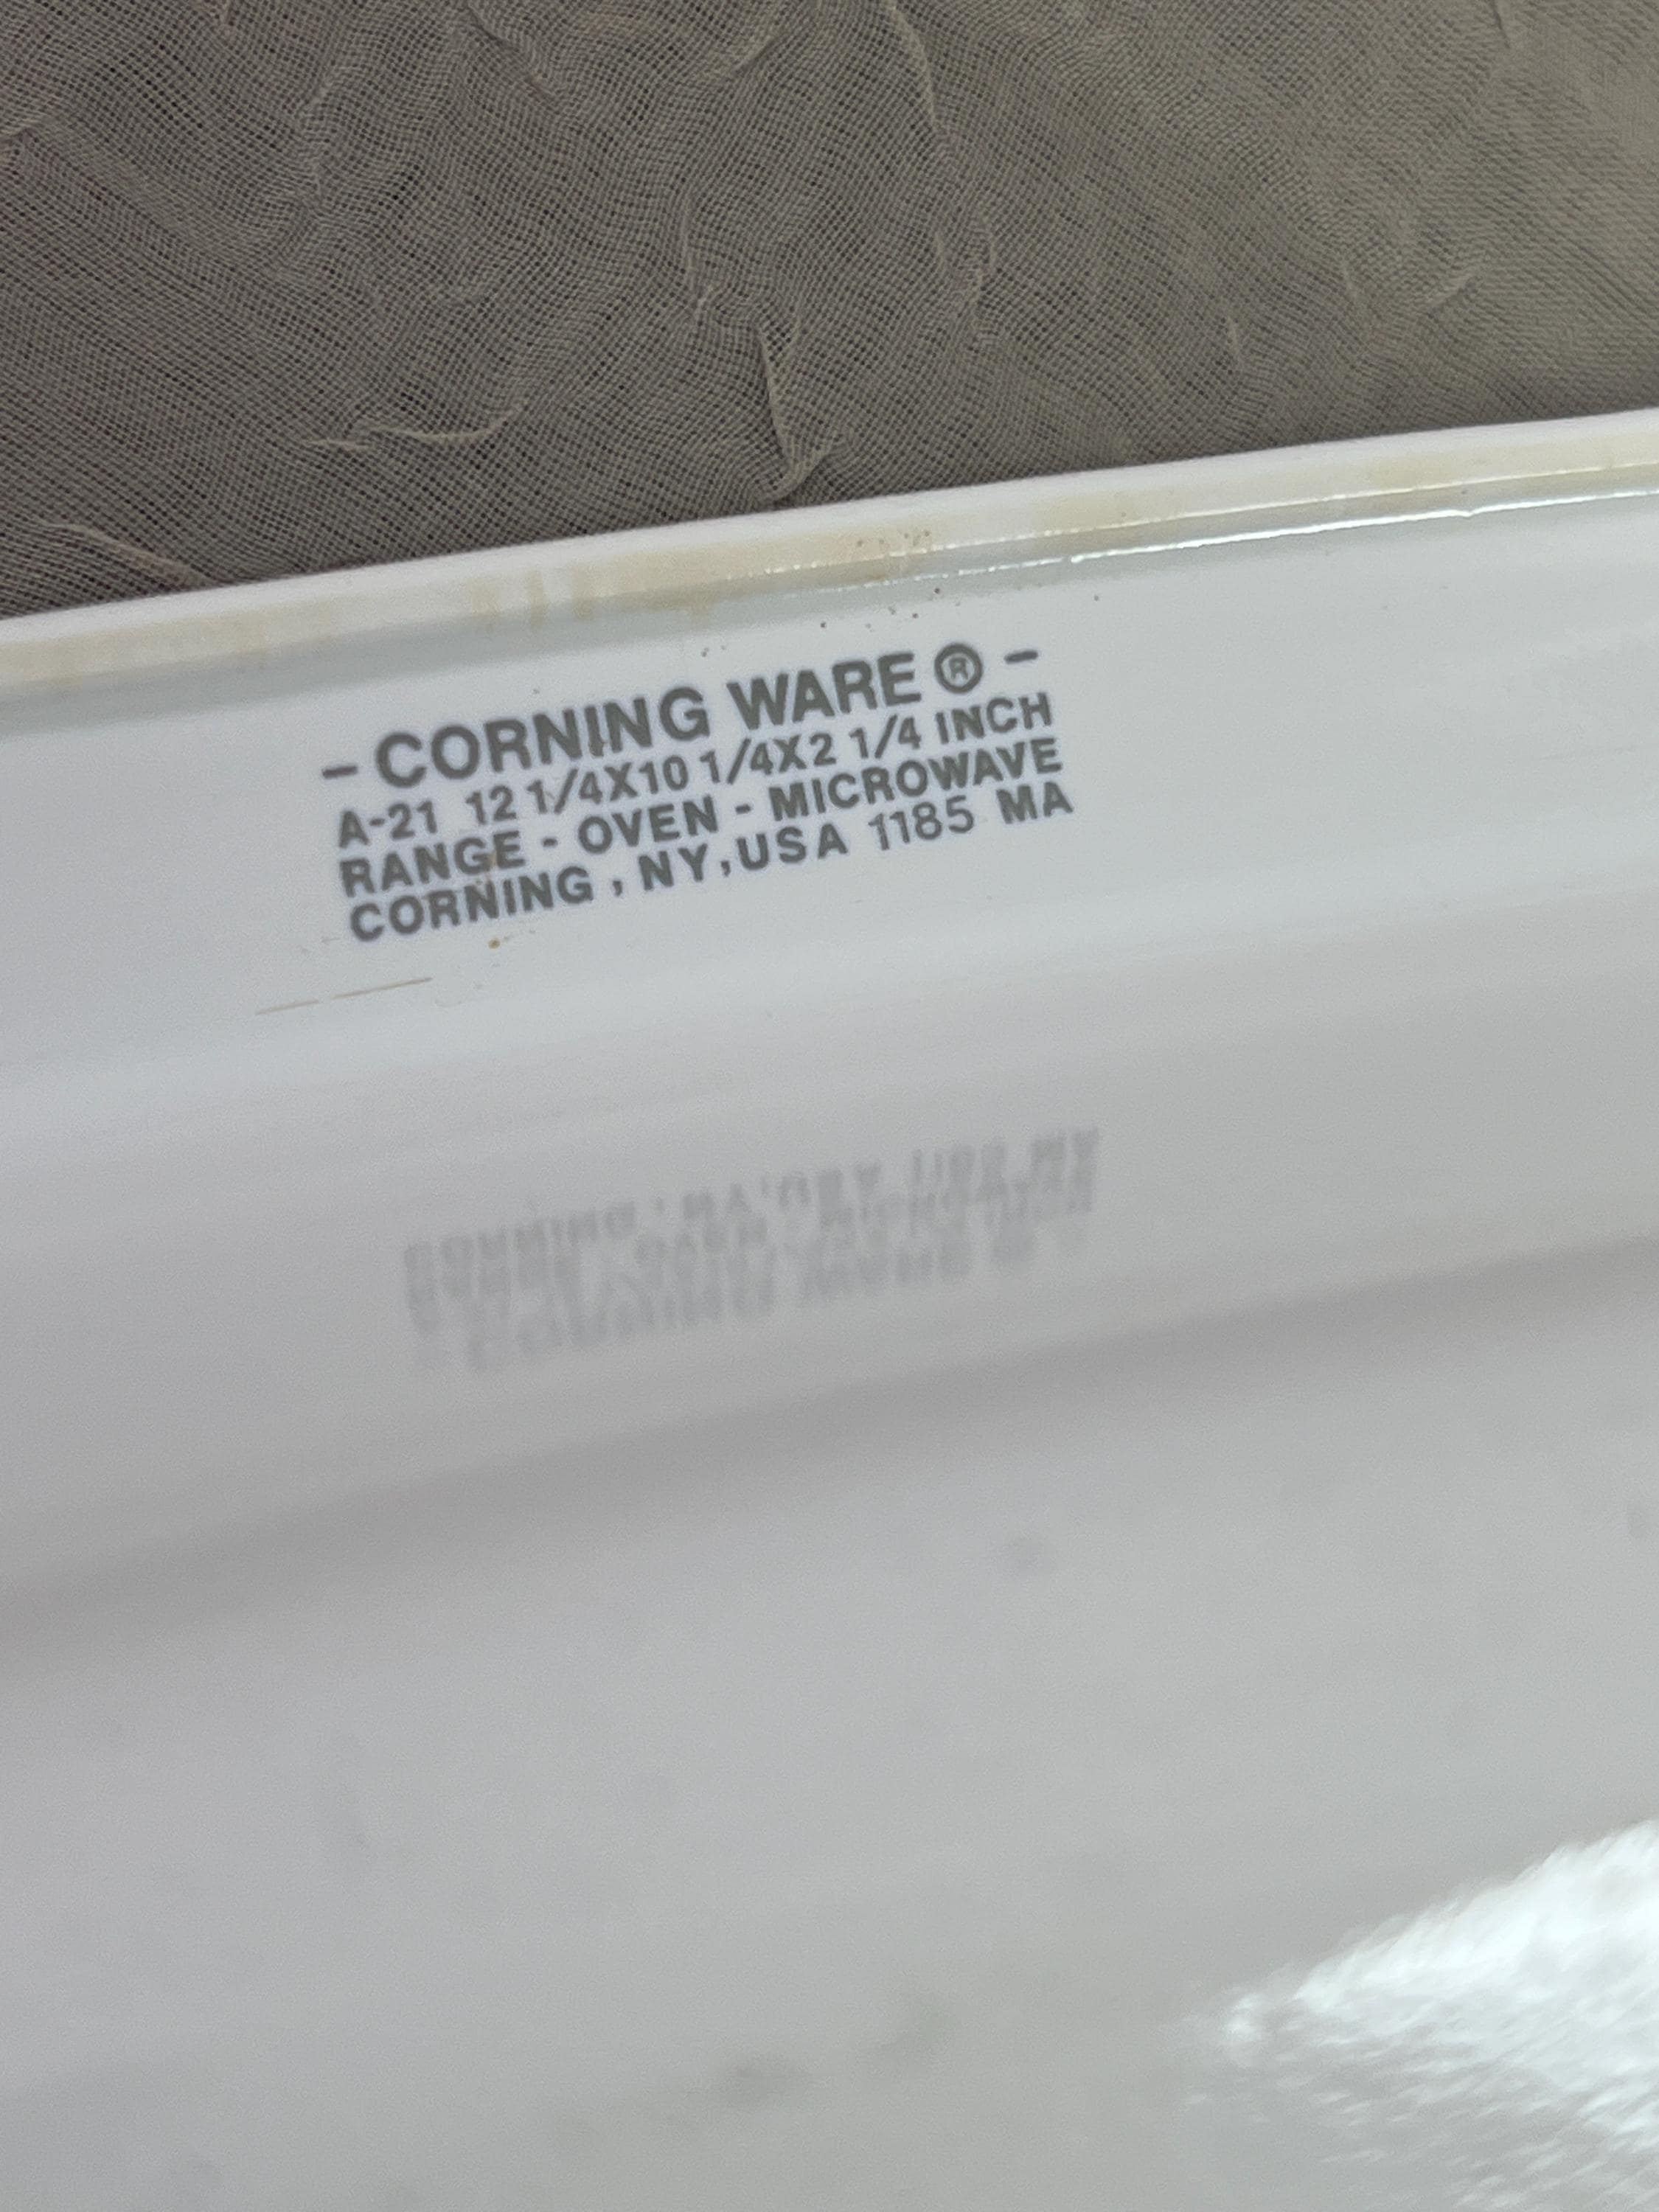 - CORNING WARE ® -
A-21 12 1/4X10 1/4X2 1/4 INCH
RANGE - OVEN - MICROWAVE
CORNING , NY, USA 1185 MA